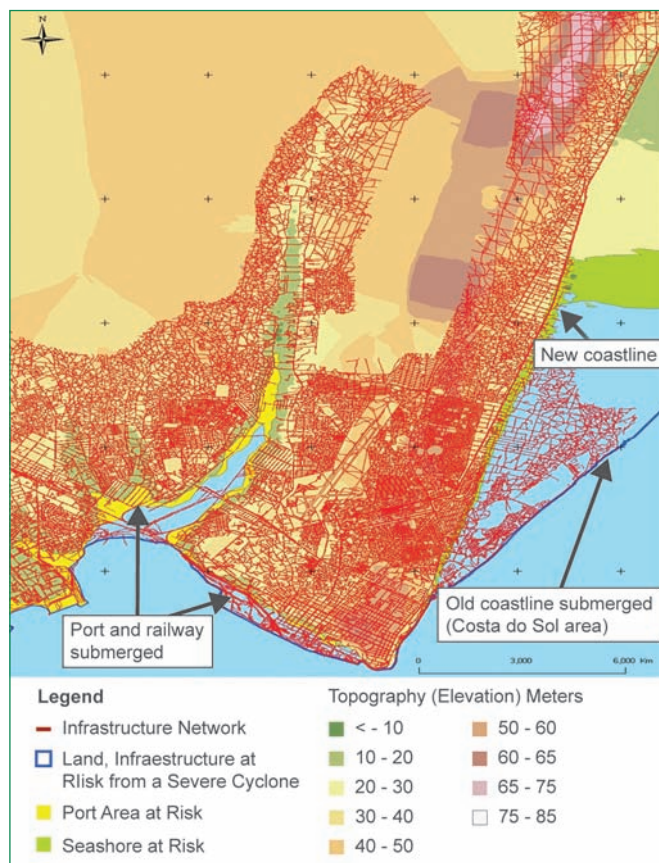 N
New coastline
Old coastline submerged
(Costa do Sol area)
Port and railway
submerged
0 3,000 6,000 Km
Legend
Infrastructure Network
Land, Infraestructure at
RIisk from a Severe Cyclone
Port Area at Risk
Seashore at Risk
Topography (Elevation) Meters
< - 10
10 - 20
20 - 30
30 - 40
40 - 50
50 - 60
60 - 65
65 - 75
75 - 85